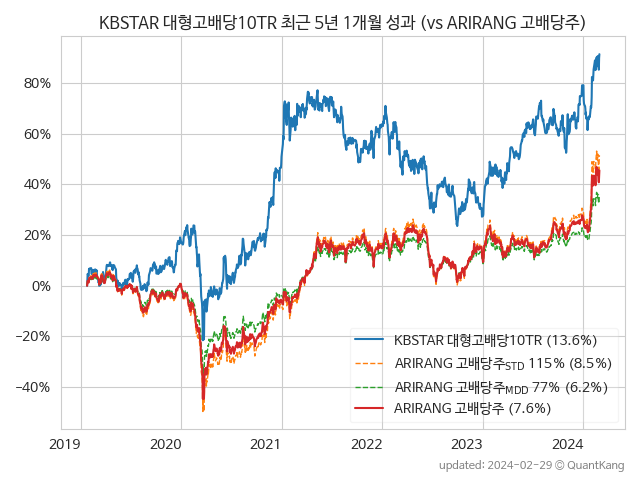 KBSTAR 대형고배당10TR 최근 5년 1개월 성과 (vs ARIRANG 고배당주)
80%
60%
40%
20%
0%
−20%
−40%
KBSTAR 대형고배당10TR (13.6%)
ARIRANG 고배당주STD 115% (8.5%)
ARIRANG 고배당주MDD 77% (6.2%)
ARIRANG 고배당주 (7.6%)
2019 2020 2021 2022 2023 2024
updated: 2024-02-29 © QuantKang